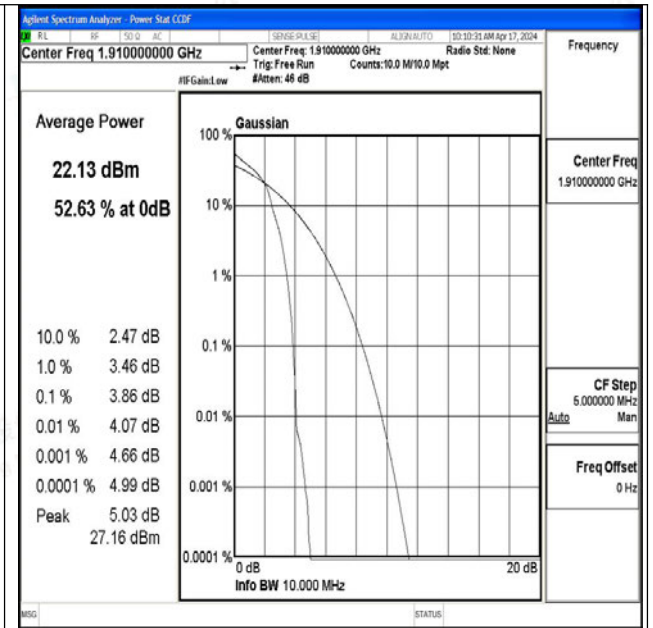 Agilent Spectrum Analyzer - Power Stat CCDF
RL RF 50 Ω AC SENSE:PULSE ALIGNAUTO 10:10:31 AM Apr 17, 2024
Center Freq 1.910000000 GHz
Center Freq: 1.910000000 GHz Radio Std: None
Trig: Free Run Counts:10.0 M/10.0 Mpt
#IFGain:Low #Atten: 46 dB
Frequency
Average Power
22.13 dBm
52.63 % at 0dB
10.0 % 2.47 dB
1.0 % 3.46 dB
0.1 % 3.86 dB
0.01 % 4.07 dB
0.001 % 4.66 dB
0.0001 % 4.99 dB
Peak 5.03 dB
27.16 dBm
Gaussian
100 %
10 %
1 %
0.1 %
0.01 %
0.001 %
0.0001 %
0 dB 20 dB
Info BW 10.000 MHz
Center Freq
1.910000000 GHz
CF Step
5.000000 MHz
Auto Man
Freq Offset
0 Hz
MSG STATUS